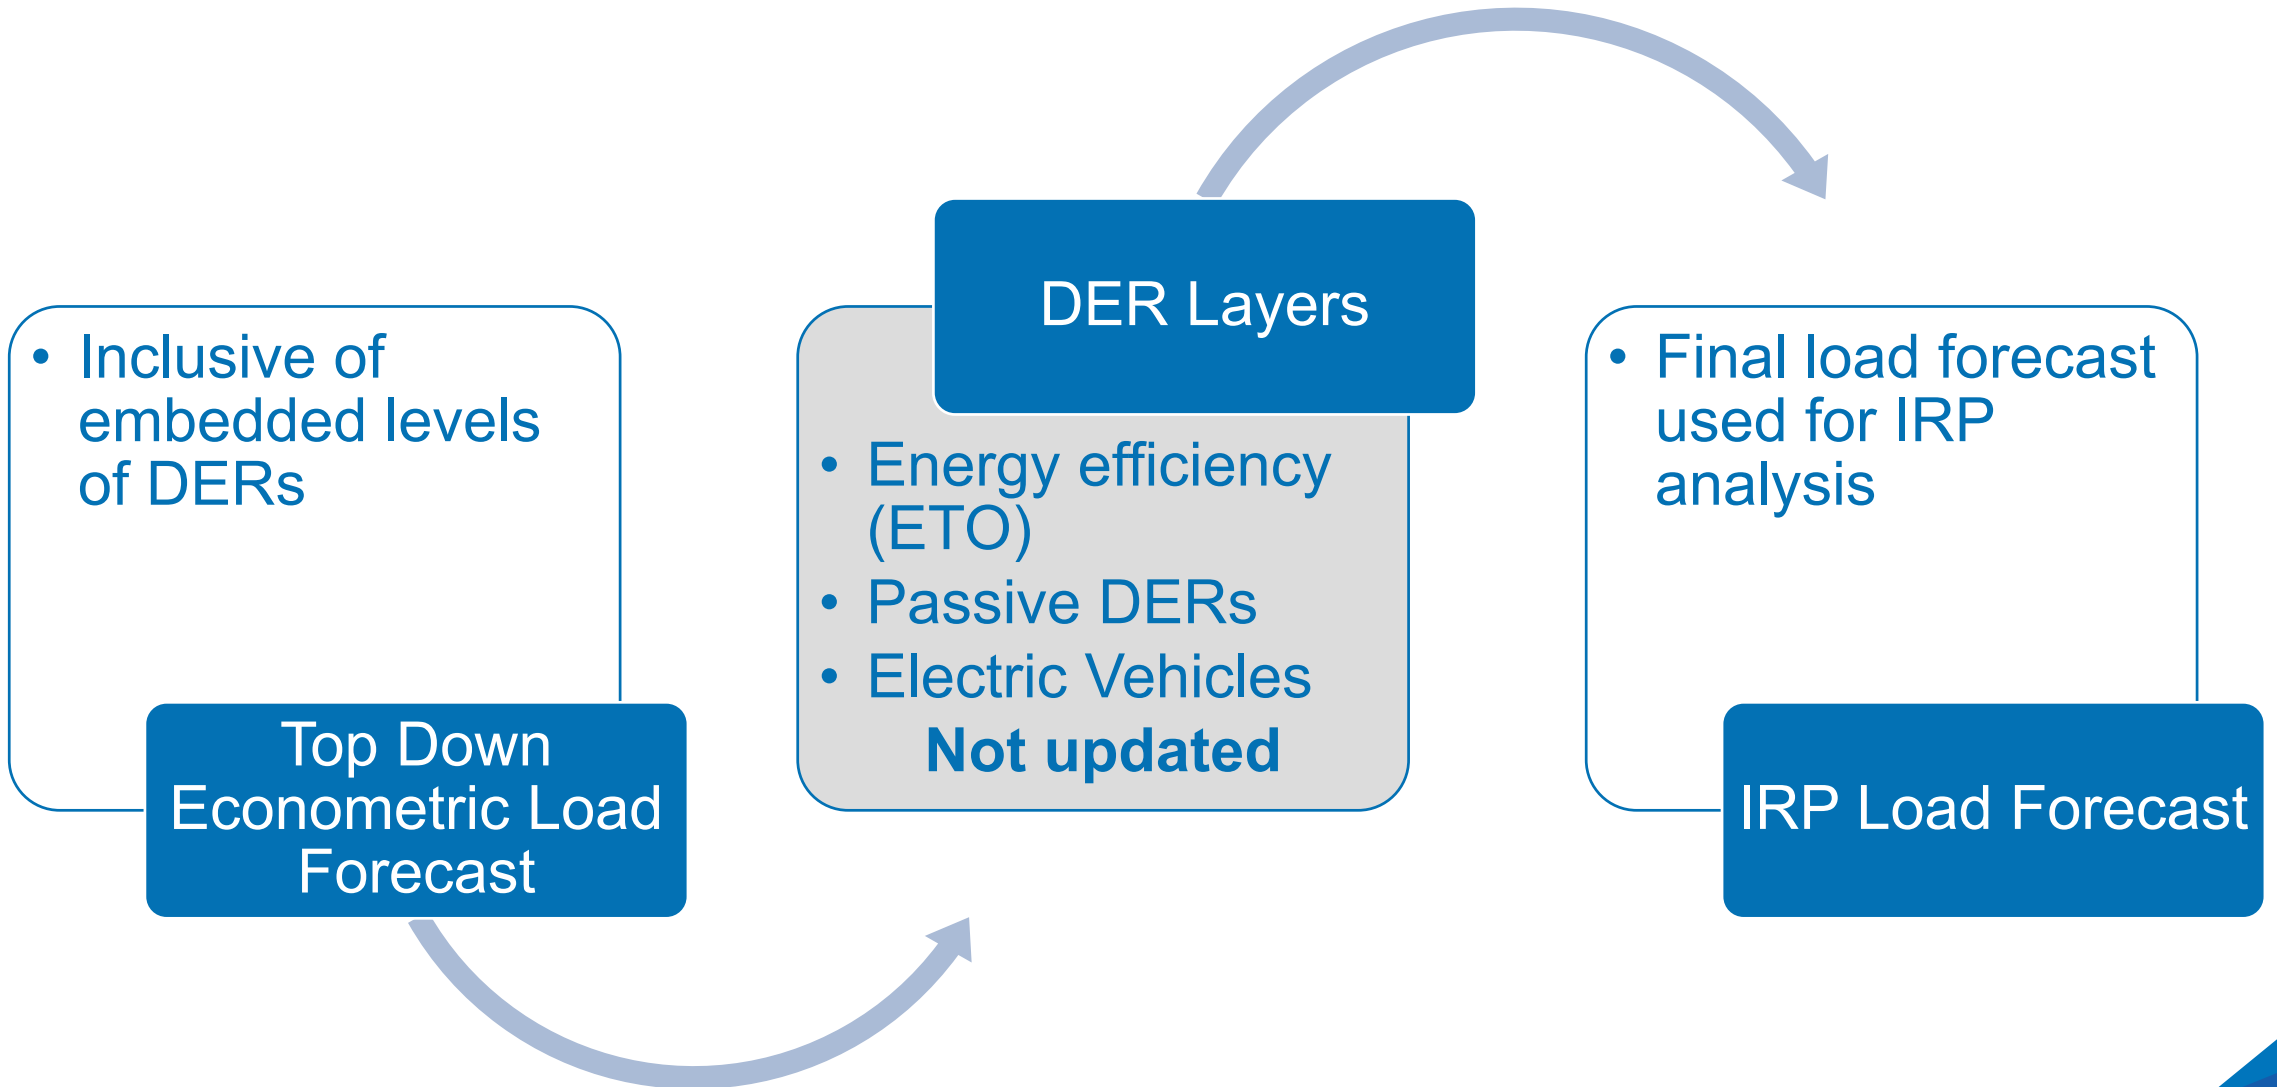 • Inclusive of
embedded levels
of DERs
Top Down
Econometric Load
Forecast
DER Layers
• Energy efficiency
(ETO)
• Passive DERs
• Electric Vehicles
Not updated
• Final load forecast
used for IRP
analysis
IRP Load Forecast